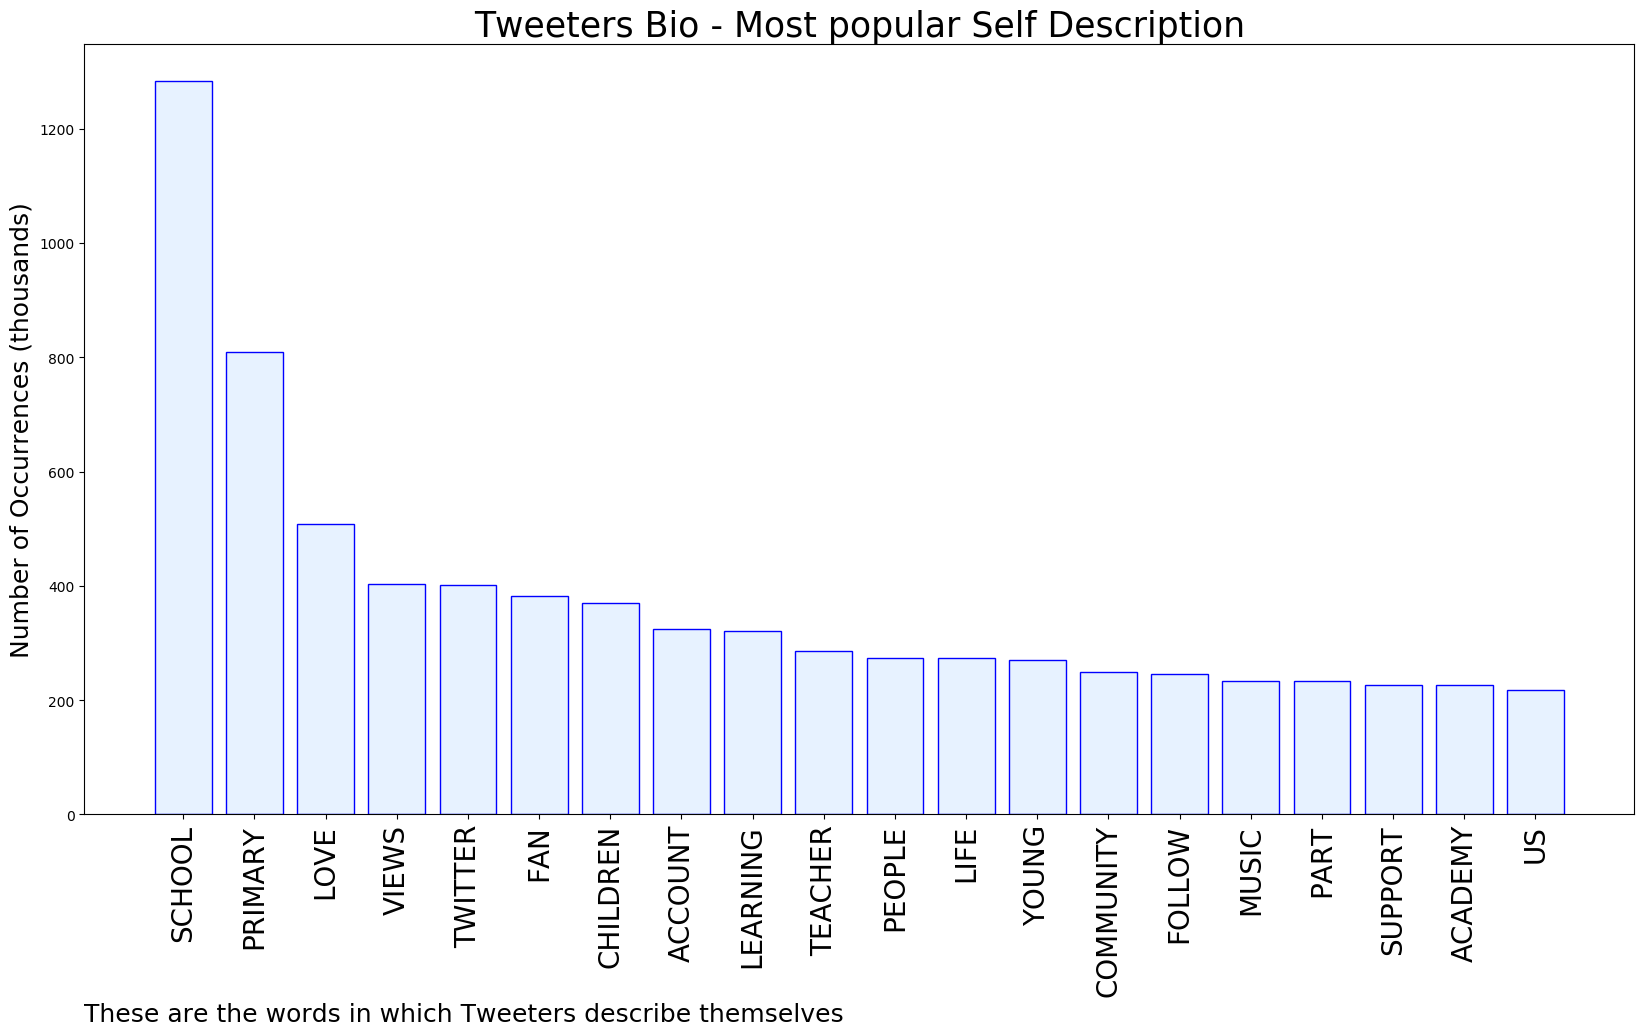 Tweeters Bio - Most popular Self Description
Number of Occurrences (thousands)
1200
1000
800
600
400
200
0
SCHOOL
PRIMARY
LOVE
VIEWS
TWITTER
FAN
CHILDREN
ACCOUNT
LEARNING
TEACHER
PEOPLE
LIFE
YOUNG
COMMUNITY
FOLLOW
MUSIC
PART
SUPPORT
ACADEMY
US
These are the words in which Tweeters describe themselves